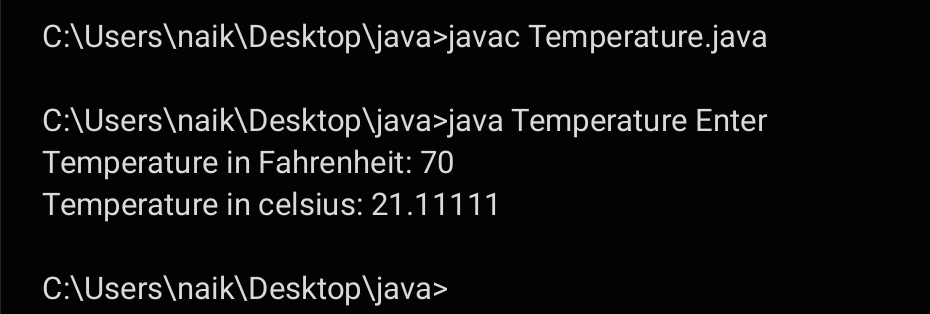 C:\Users\naik\Desktop\java>javac Temperature.java
C:\Users\naik\Desktop\java>java Temperature Enter
Temperature in Fahrenheit: 70
Temperature in celsius: 21.11111
C:\Users\naik\Desktop\java>